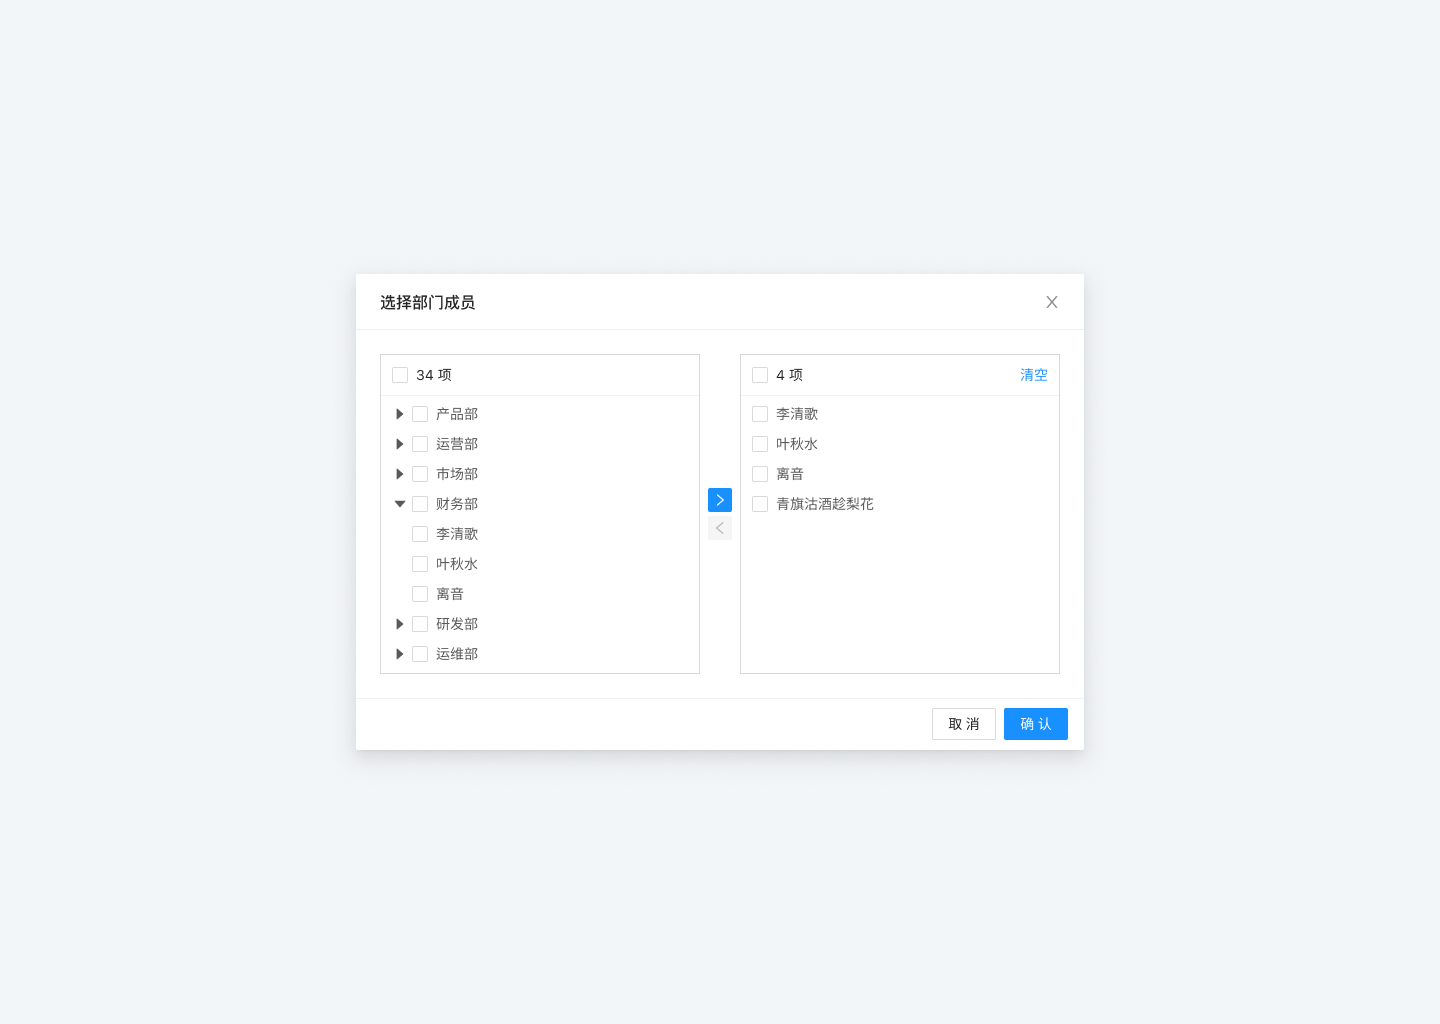 选择部门成员
34 项
产品部
运营部
市场部
财务部
李清歌
叶秋水
离音
研发部
运维部
4 项
清空
李清歌
叶秋水
离音
青旗沽酒趁梨花
取 消
确 认